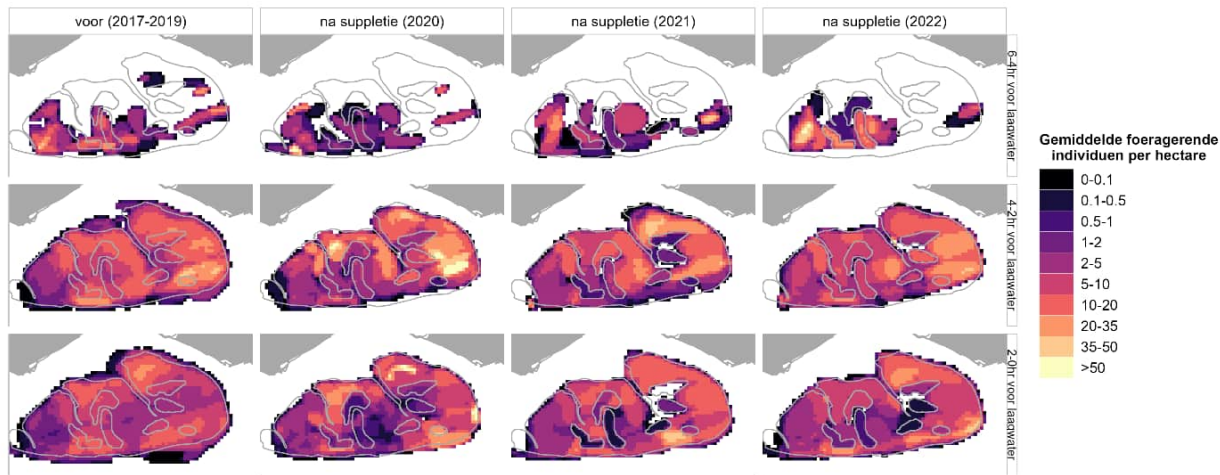 voor (2017-2019)
na suppletie (2020)
na suppletie (2021)
na suppletie (2022)
6-4hr voor laagwater
4-2hr voor laagwater
2-0hr voor laagwater
Gemiddelde foeragerende
individuen per hectare
0-0.1
0.1-0.5
0.5-1
1-2
2-5
5-10
10-20
20-35
35-50
>50